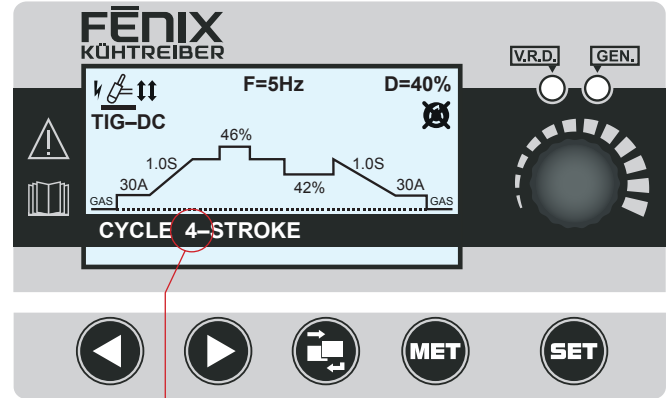 FĒNIX
KÜHTREIBER
V.R.D. GEN.
F=5Hz D=40%
TIG–DC
46%
1.0S 1.0S
42%
30A 30A
GAS GAS
CYCLE 4–STROKE
MET SET